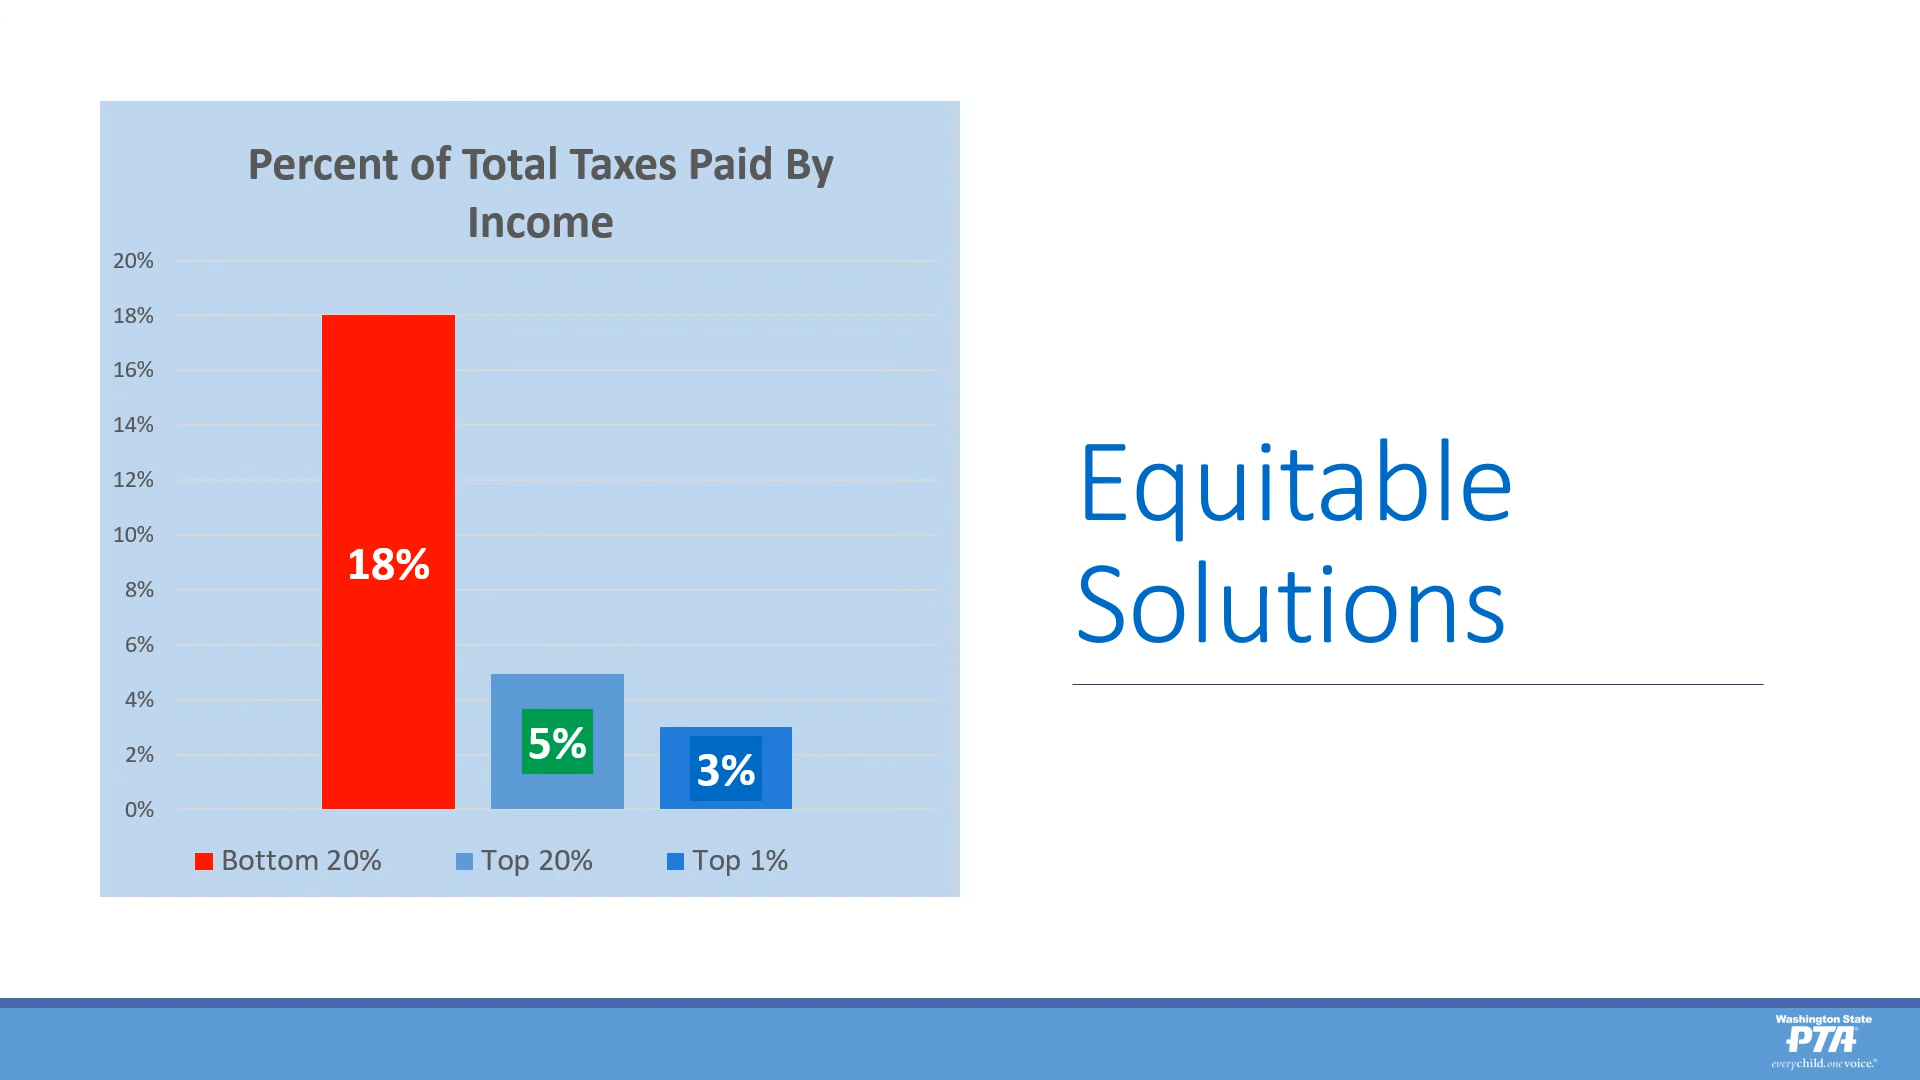 Percent of Total Taxes Paid By
Income
20%
18%
16%
14%
12%
10%
8%
6%
4%
2%
0%
18%
5%
3%
Bottom 20%
Top 20%
Top 1%
Equitable
Solutions
Washington State
PTA
everychild.onevoice.®